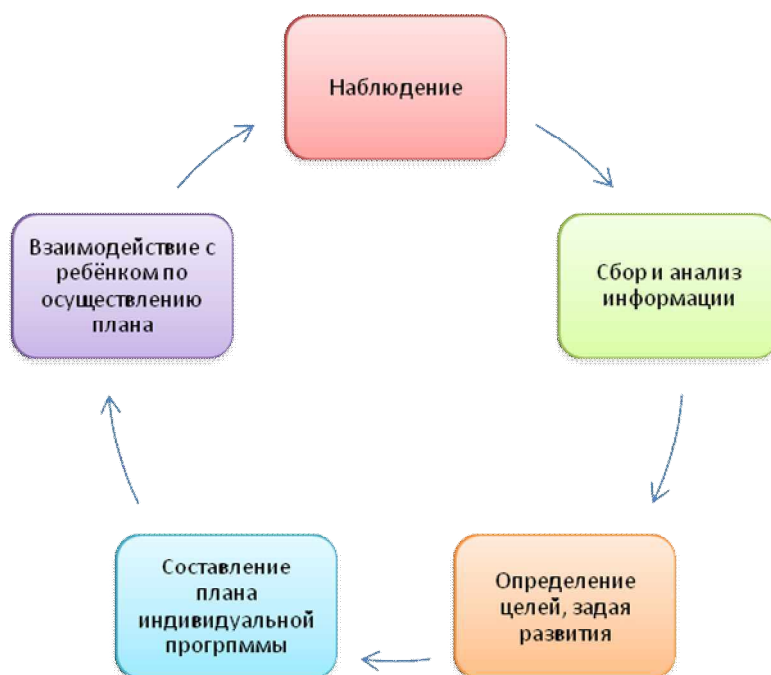 Наблюдение
Сбор и анализ
информации
Определение
целей, задая
развития
Составление
плана
индивидуальной
прогрпммы
Взаимодействие с
ребёнком по
осуществлению
плана